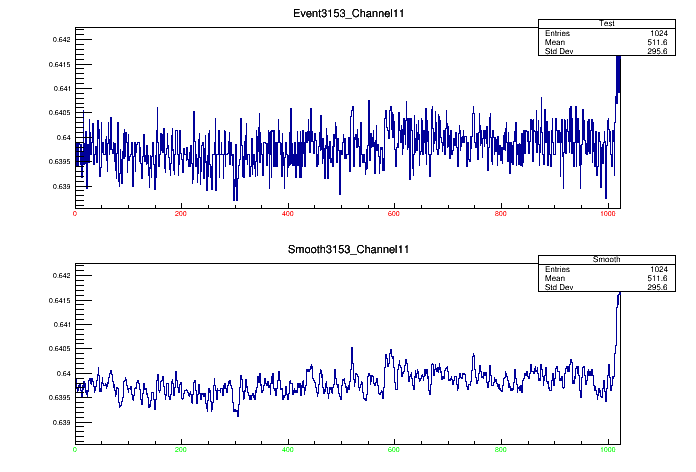 Event3153_Channel11
Test
Entries 1024
Mean 511.6
Std Dev 295.6
0.642
0.6415
0.641
0.6405
0.64
0.6395
0.639
0 200 400 600 800 1000
Smooth3153_Channel11
Smooth
Entries 1024
Mean 511.6
Std Dev 295.6
0.642
0.6415
0.641
0.6405
0.64
0.6395
0.639
0 200 400 600 800 1000